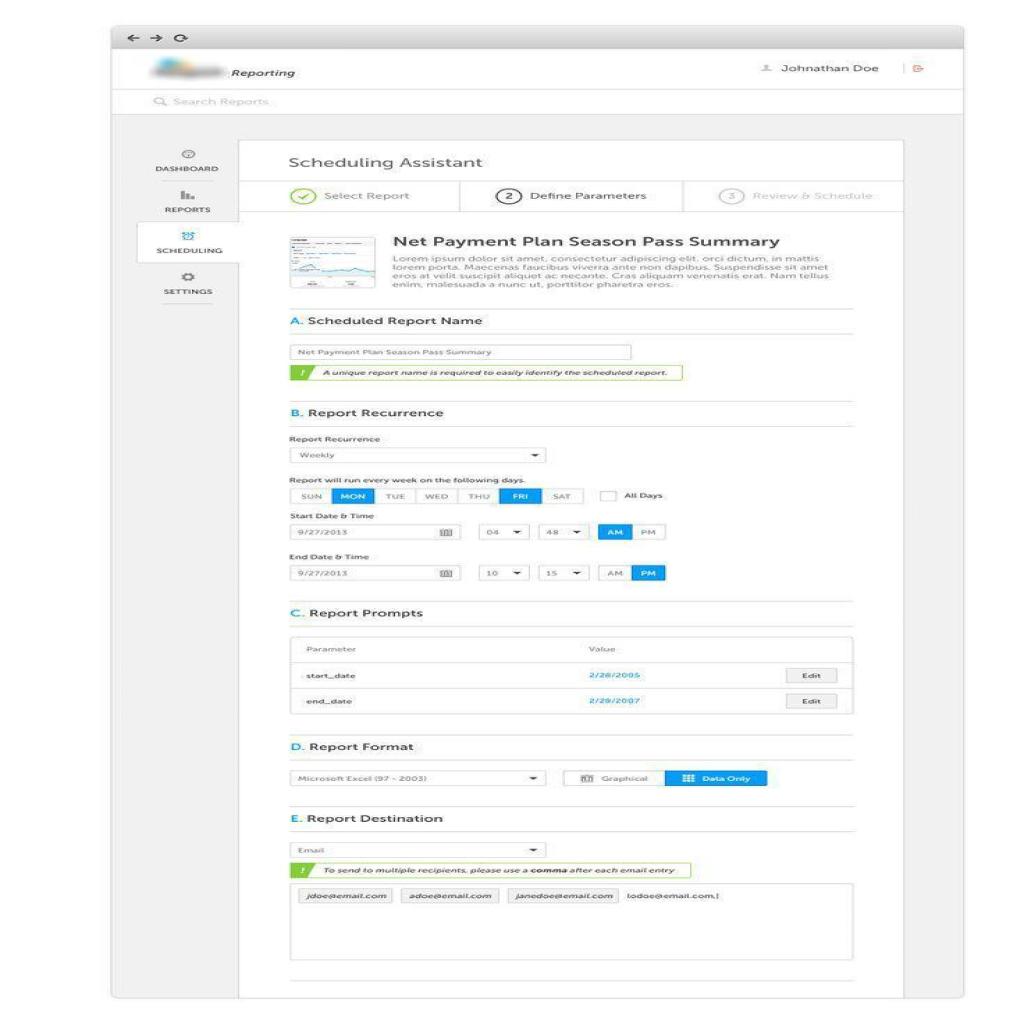 Reporting
Johnathan Doe
Search Reports
DASHBOARD
REPORTS
SCHEDULING
SETTINGS
Scheduling Assistant
Select Report
2 Define Parameters
3 Review & Schedule
Net Payment Plan Season Pass Summary
Lorem ipsum dolor sit amet, consectetur adipiscing elit. orci dictum, in mattis
lorem porta. Maecenas faucibus viverra ante non dapibus. Suspendisse sit amet
eros at velit suscipit aliquet ac necante. Cras aliquam venenatis erat. Nam tellus
enim, malesuada a nunc ut, porttitor pharetra eros.
A. Scheduled Report Name
Net Payment Plan Season Pass Summary
! A unique report name is required to easily identify the scheduled report.
B. Report Recurrence
Report Recurrence
Weekly
Report will run every week on the following days
SUN MON TUE WED THU FRI SAT All Days
Start Date & Time
9/27/2013 04 48 AM PM
End Date & Time
9/27/2013 10 15 AM PM
C. Report Prompts
Parameter Value
start_date 2/28/2005 Edit
end_date 2/29/2007 Edit
D. Report Format
Microsoft Excel (97 - 2003) Graphical Data Only
E. Report Destination
Email
! To send to multiple recipients, please use a comma after each email entry
jdoe@email.com adoe@email.com janedoe@email.com lodoe@email.com,|